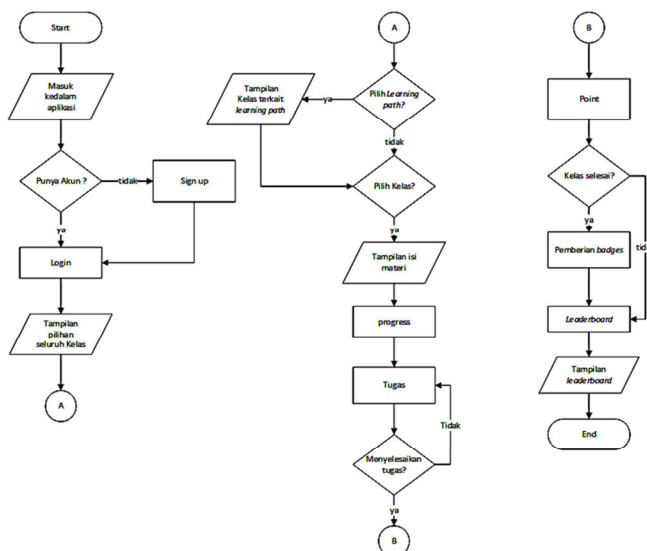 Start
Masuk
kedalam
aplikasi
Punya Akun ?
tidak
Sign up
ya
Login
Tampilan
pilihan
seluruh Kelas
A
A
Pilih Learning
path?
ya
Tampilan
Kelas terkait
learning path
tidak
Pilih Kelas?
ya
Tampilan isi
materi
progress
Tugas
Tidak
Menyelesaikan
tugas?
ya
B
B
Point
Kelas selesai?
ya
tid
Pemberian badges
Leaderboard
Tampilan
leaderboard
End